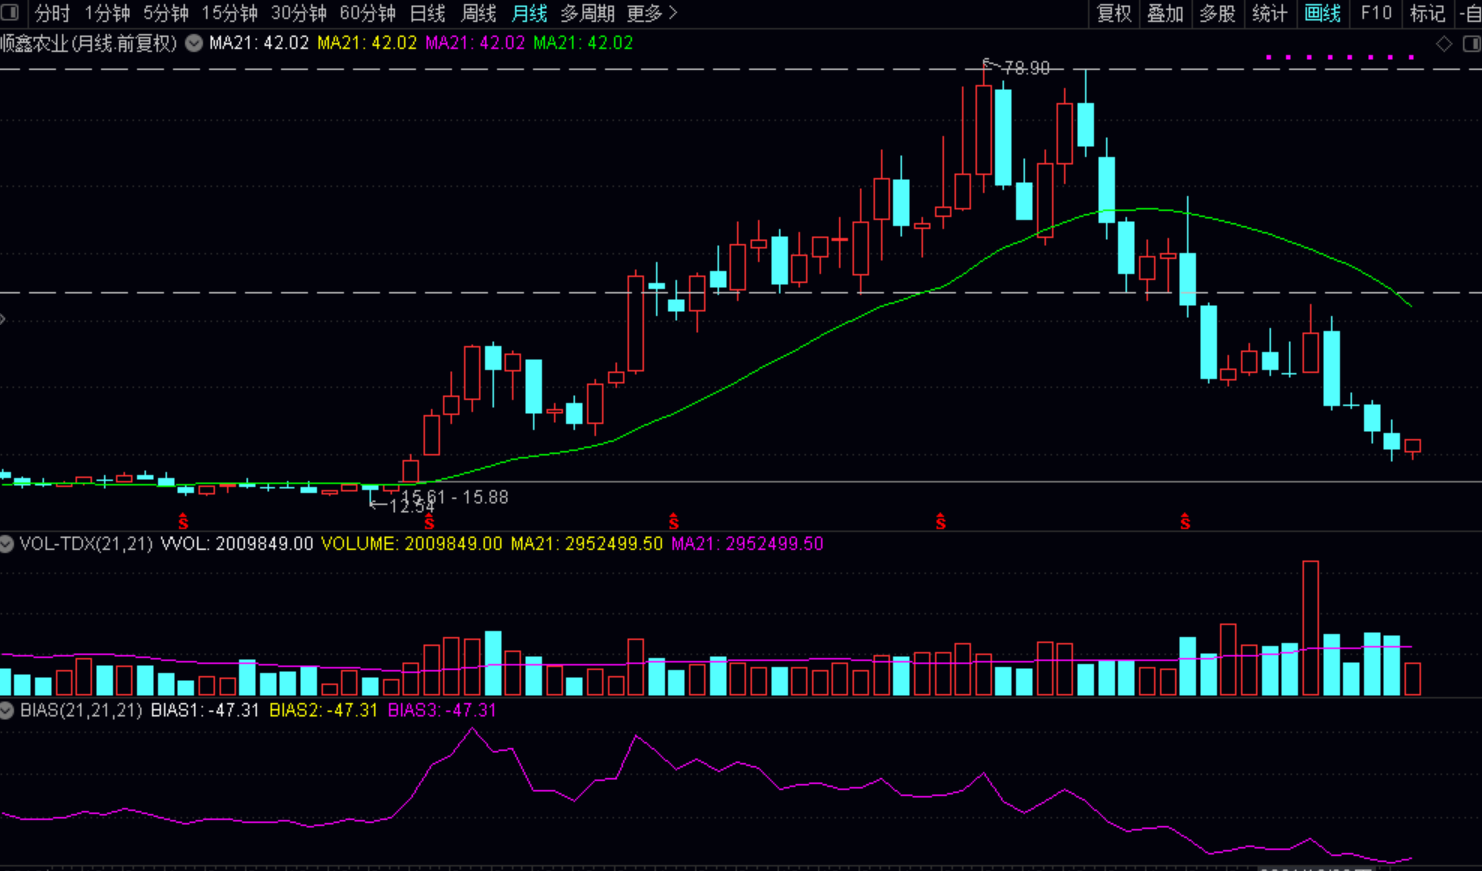 分时 1分钟 5分钟 15分钟 30分钟 60分钟 日线 周线 月线 多周期 更多 > 复权 叠加 多股 统计 画线 F10 标记 -自
顺鑫农业(月线.前复权) MA21: 42.02 MA21: 42.02 MA21: 42.02 MA21: 42.02
78.90
15.61 - 15.88
←12.54
S S S S S
VOL-TDX(21,21) VVOL: 2009849.00 VOLUME: 2009849.00 MA21: 2952499.50 MA21: 2952499.50
BIAS(21,21,21) BIAS1: -47.31 BIAS2: -47.31 BIAS3: -47.31